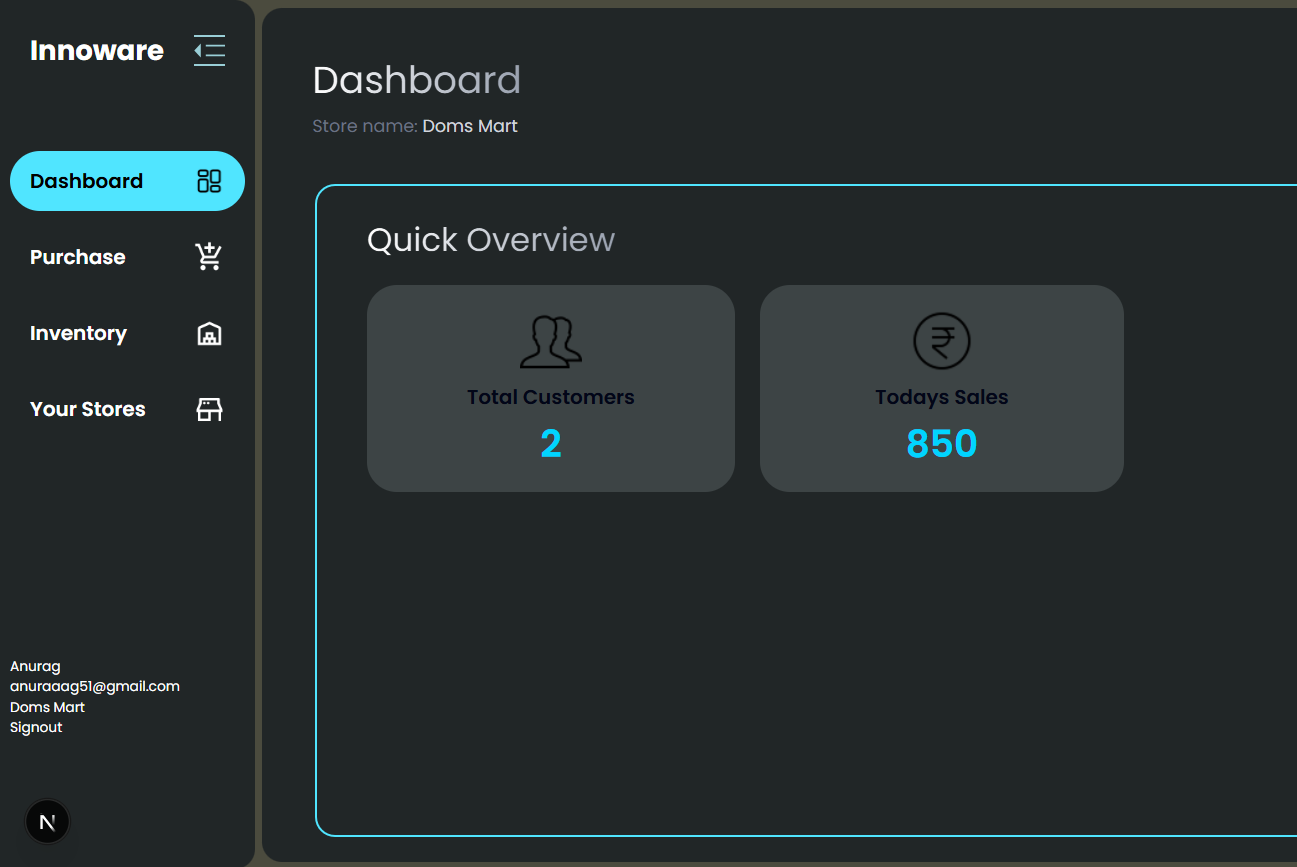 Innoware
Dashboard
Purchase
Inventory
Your Stores
Anurag
anuraaag51@gmail.com
Doms Mart
Signout
N
Dashboard
Store name: Doms Mart
Quick Overview
Total Customers
2
₹
Todays Sales
850